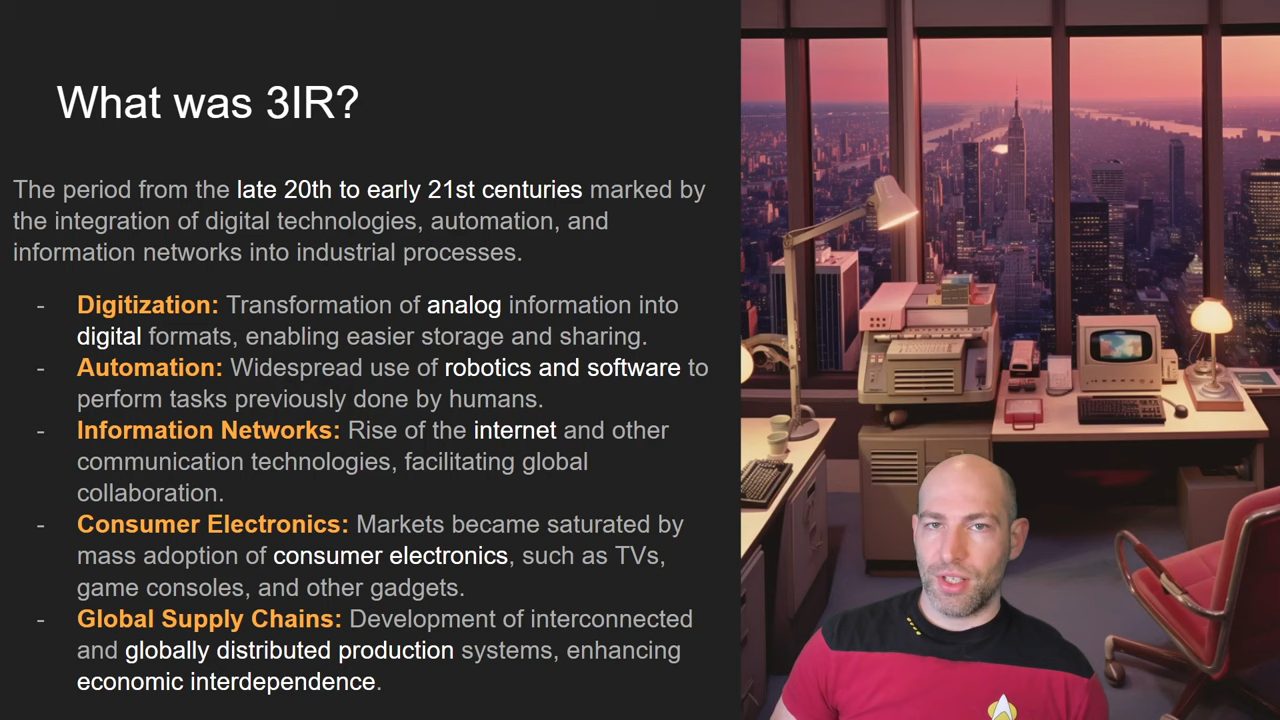 What was 3IR?
The period from the late 20th to early 21st centuries marked by
the integration of digital technologies, automation, and
information networks into industrial processes.
- Digitization: Transformation of analog information into
digital formats, enabling easier storage and sharing.
- Automation: Widespread use of robotics and software to
perform tasks previously done by humans.
- Information Networks: Rise of the internet and other
communication technologies, facilitating global
collaboration.
- Consumer Electronics: Markets became saturated by
mass adoption of consumer electronics, such as TVs,
game consoles, and other gadgets.
- Global Supply Chains: Development of interconnected
and globally distributed production systems, enhancing
economic interdependence.